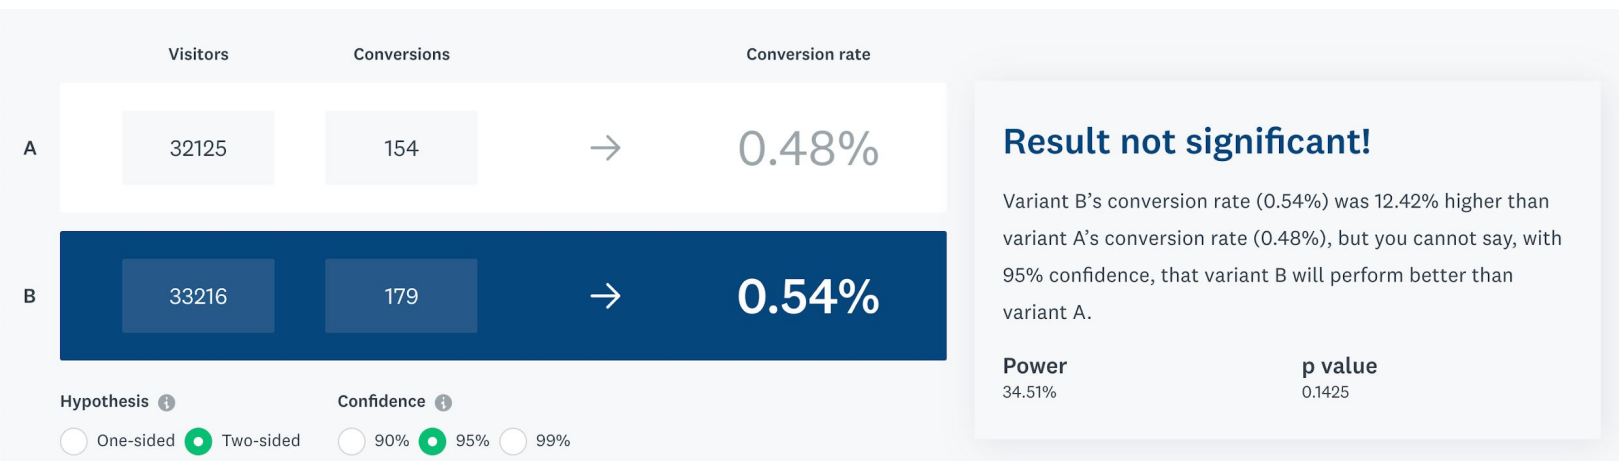 Visitors Conversions Conversion rate
A 32125 154 → 0.48%
B 33216 179 → 0.54%
Hypothesis Confidence
One-sided Two-sided 90% 95% 99%
Result not significant!
Variant B’s conversion rate (0.54%) was 12.42% higher than
variant A’s conversion rate (0.48%), but you cannot say, with
95% confidence, that variant B will perform better than
variant A.
Power p value
34.51% 0.1425